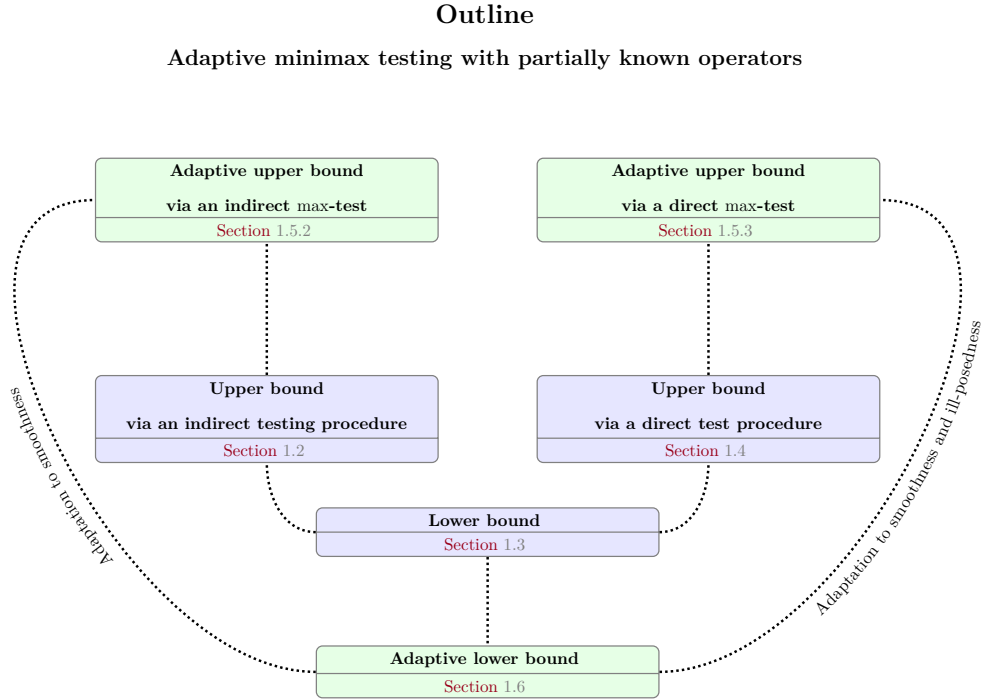 Outline
Adaptive minimax testing with partially known operators
Adaptive upper bound
via an indirect max-test
Section 1.5.2
Adaptive upper bound
via a direct max-test
Section 1.5.3
Upper bound
via an indirect testing procedure
Section 1.2
Upper bound
via a direct test procedure
Section 1.4
Adaptation to smoothness
Adaptation to smoothness and ill-posedness
Lower bound
Section 1.3
Adaptive lower bound
Section 1.6